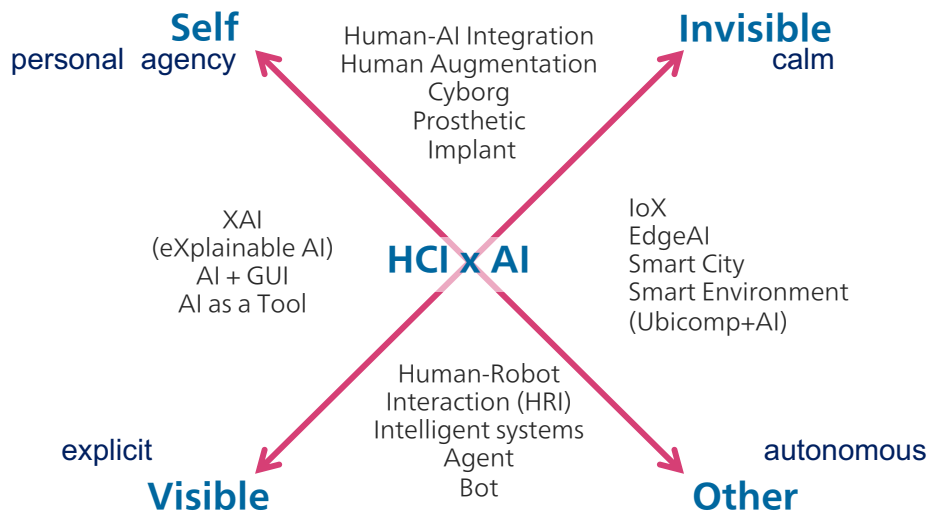 Self
personal agency
Human-AI Integration
Human Augmentation
Cyborg
Prosthetic
Implant
Invisible
calm
XAI
(eXplainable AI)
AI + GUI
AI as a Tool
HCI x AI
IoX
EdgeAI
Smart City
Smart Environment
(Ubicomp+AI)
Human-Robot
Interaction (HRI)
Intelligent systems
Agent
Bot
explicit
Visible
autonomous
Other